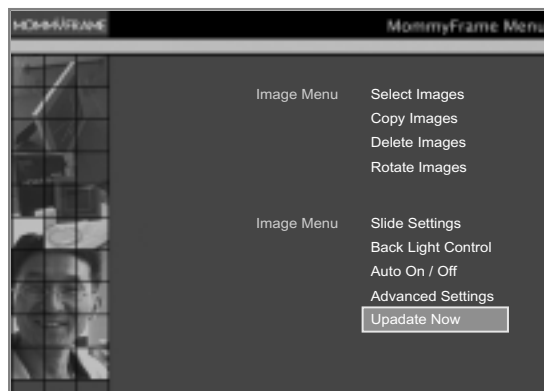 MOMMYFRAME MommyFrame Menu
Image Menu Select Images
Copy Images
Delete Images
Rotate Images
Image Menu Slide Settings
Back Light Control
Auto On / Off
Advanced Settings
Upadate Now